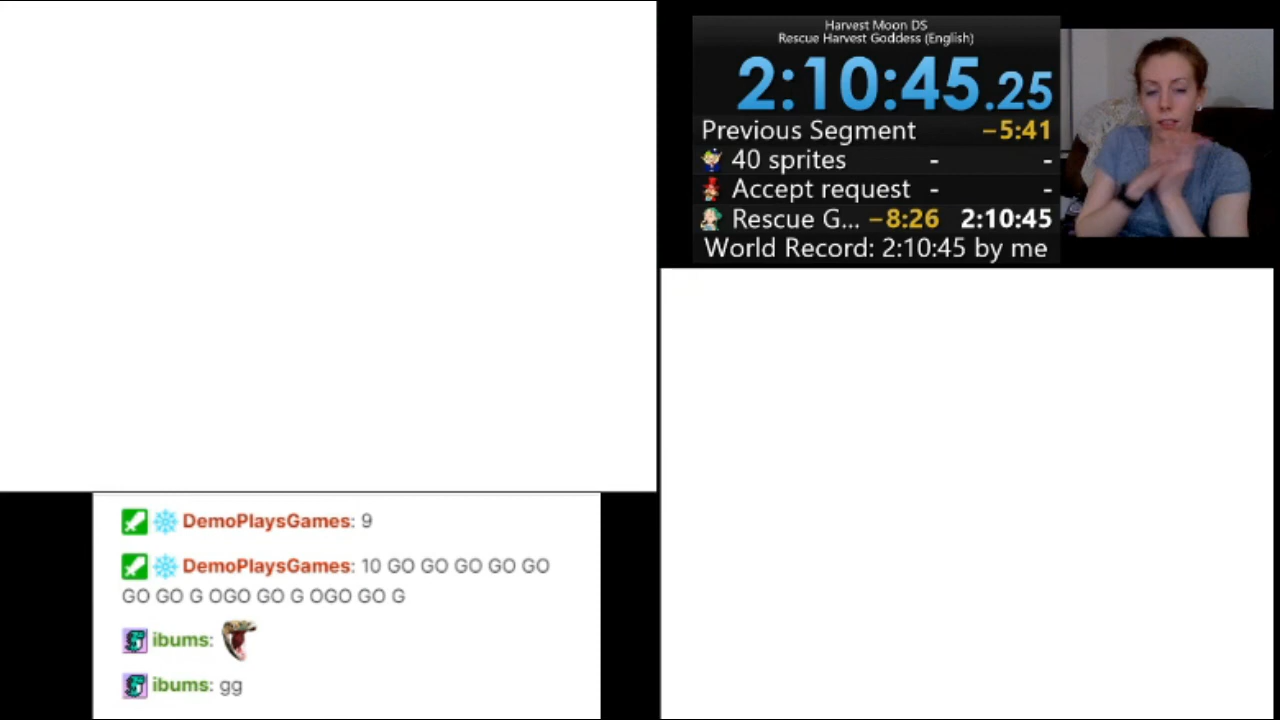 Harvest Moon DS
Rescue Harvest Goddess (English)
2:10:45.25
Previous Segment −5:41
40 sprites - -
Accept request - -
Rescue G... −8:26 2:10:45
World Record: 2:10:45 by me
DemoPlaysGames: 9
DemoPlaysGames: 10 GO GO GO GO GO
GO GO G OGO GO G OGO GO G
ibums:
ibums: gg